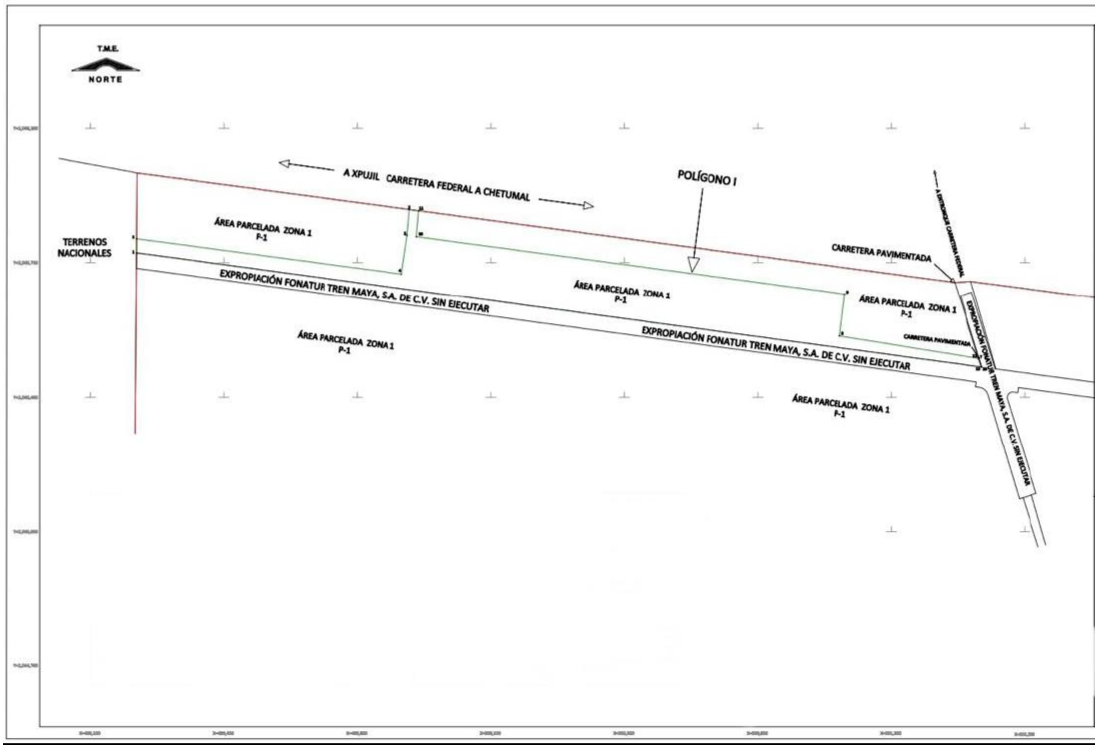 T.M.E.
NORTE
A XPUJIL CARRETERA FEDERAL A CHETUMAL
POLÍGONO I
A ENTRONQUE CARRETERA FEDERAL
ÁREA PARCELADA ZONA 1
P-1
CARRETERA PAVIMENTADA
TERRENOS
NACIONALES
EXPROPIACIÓN FONATUR TREN MAYA, S.A. DE C.V. SIN EJECUTAR
ÁREA PARCELADA ZONA 1
P-1
ÁREA PARCELADA ZONA 1
P-1
EXPROPIACIÓN FONATUR TREN MAYA, S.A. DE C.V. SIN EJECUTAR
CARRETERA PAVIMENTADA
EXPROPIACIÓN FONATUR TREN MAYA, S.A. DE C.V. SIN EJECUTAR
ÁREA PARCELADA ZONA 1
P-1
ÁREA PARCELADA ZONA 1
P-1